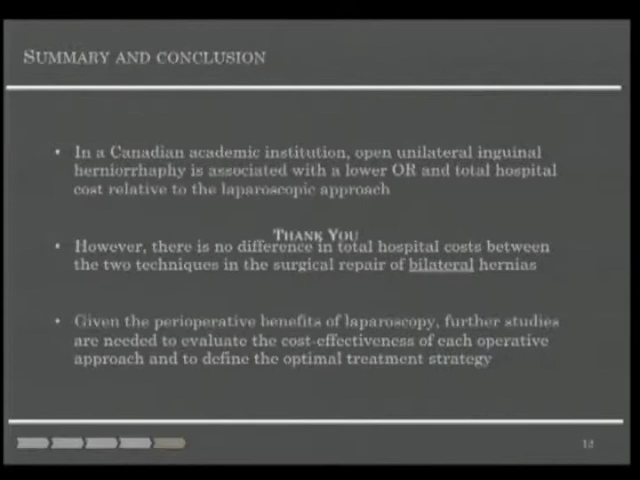 SUMMARY AND CONCLUSION
• In a Canadian academic institution, open unilateral inguinal
herniorrhaphy is associated with a lower OR and total hospital
cost relative to the laparoscopic approach
THANK YOU
• However, there is no difference in total hospital costs between
the two techniques in the surgical repair of bilateral hernias
• Given the perioperative benefits of laparoscopy, further studies
are needed to evaluate the cost-effectiveness of each operative
approach and to define the optimal treatment strategy